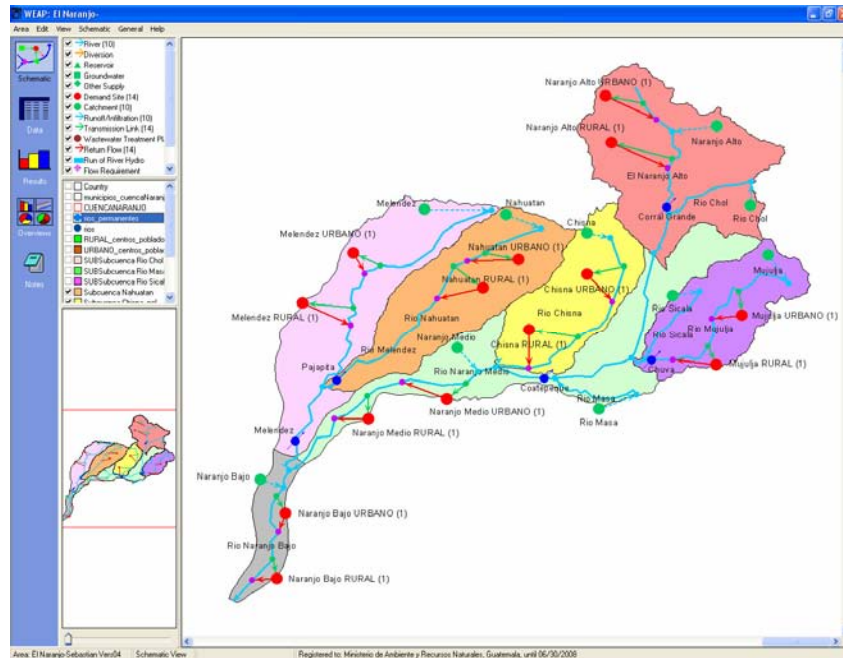 WEAP: El Naranjo-
Area Edit View Schematic General Help
Schematic
Data
Results
Overviews
Notes
River (10)
Diversion
Reservoir
Groundwater
Other Supply
Demand Site (14)
Catchment (10)
Runoff/Infiltration (10)
Transmission Link (14)
Wastewater Treatment Pl
Return Flow (14)
Run of River Hydro
Flow Requirement
Country
municipios_cuencaNaran
CUENCANARANJO
rios_permanentes
rios
RURAL_centros_poblado
URBANO_centros_pobla
SUBSubcuenca Rio Chol
SUBSubcuenca Rio Masa
SUBSubcuenca Rio Sical
Subcuenca Nahuatan
Naranjo Alto URBANO (1)
Naranjo Alto RURAL (1)
Naranjo Alto
El Naranjo Alto
Corral Grande
Rio Chol
Rio Chol
Melendez
Nahuatan
Chisna
Melendez URBANO (1)
Nahuatan URBANO (1)
Nahuatan RURAL (1)
Chisna URBANO (1)
Mujulja
Rio Sicala
Melendez RURAL (1)
Rio Nahuatan
Rio Chisna
Rio Sicala
Rio Mujulja
Mujulja URBANO (1)
Rio Melendez
Naranjo Medio
Chisna RURAL (1)
Pajapita
Rio Naranjo Medio
Chuva
Mujulja RURAL (1)
Coatepeque
Rio Masa
Naranjo Medio URBANO (1)
Rio Masa
Melendez
Naranjo Medio RURAL (1)
Naranjo Bajo
Naranjo Bajo URBANO (1)
Rio Naranjo Bajo
Naranjo Bajo RURAL (1)
Area: El Naranjo-Sebastian Vers04 Schematic View Registered to: Ministerio de Ambiente y Recursos Naturales, Guatemala, until 06/30/2008